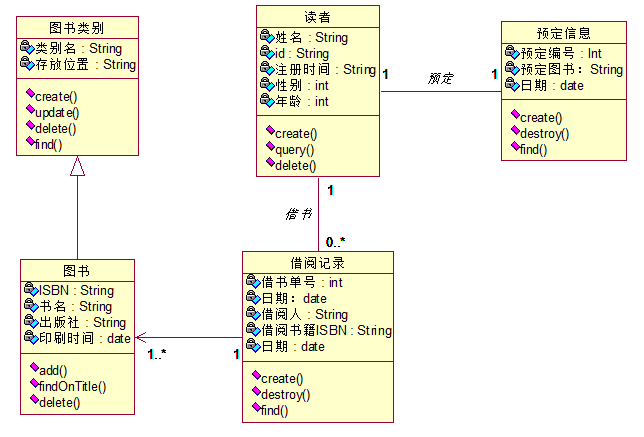 图书类别
类别名 : String
存放位置 : String
create()
update()
delete()
find()
读者
姓名 : String
id : String
注册时间 : String
性别 : int
年龄 : int
create()
query()
delete()
1
预定
1
预定信息
预定编号 : Int
预定图书: String
日期 : date
create()
destroy()
find()
1
借书
0..*
图书
ISBN : String
书名 : String
出版社 : String
印刷时间 : date
add()
findOnTitle()
delete()
1..*
1
借阅记录
借书单号 : int
日期: date
借阅人 : String
借阅书籍ISBN : String
日期 : date
create()
destroy()
find()